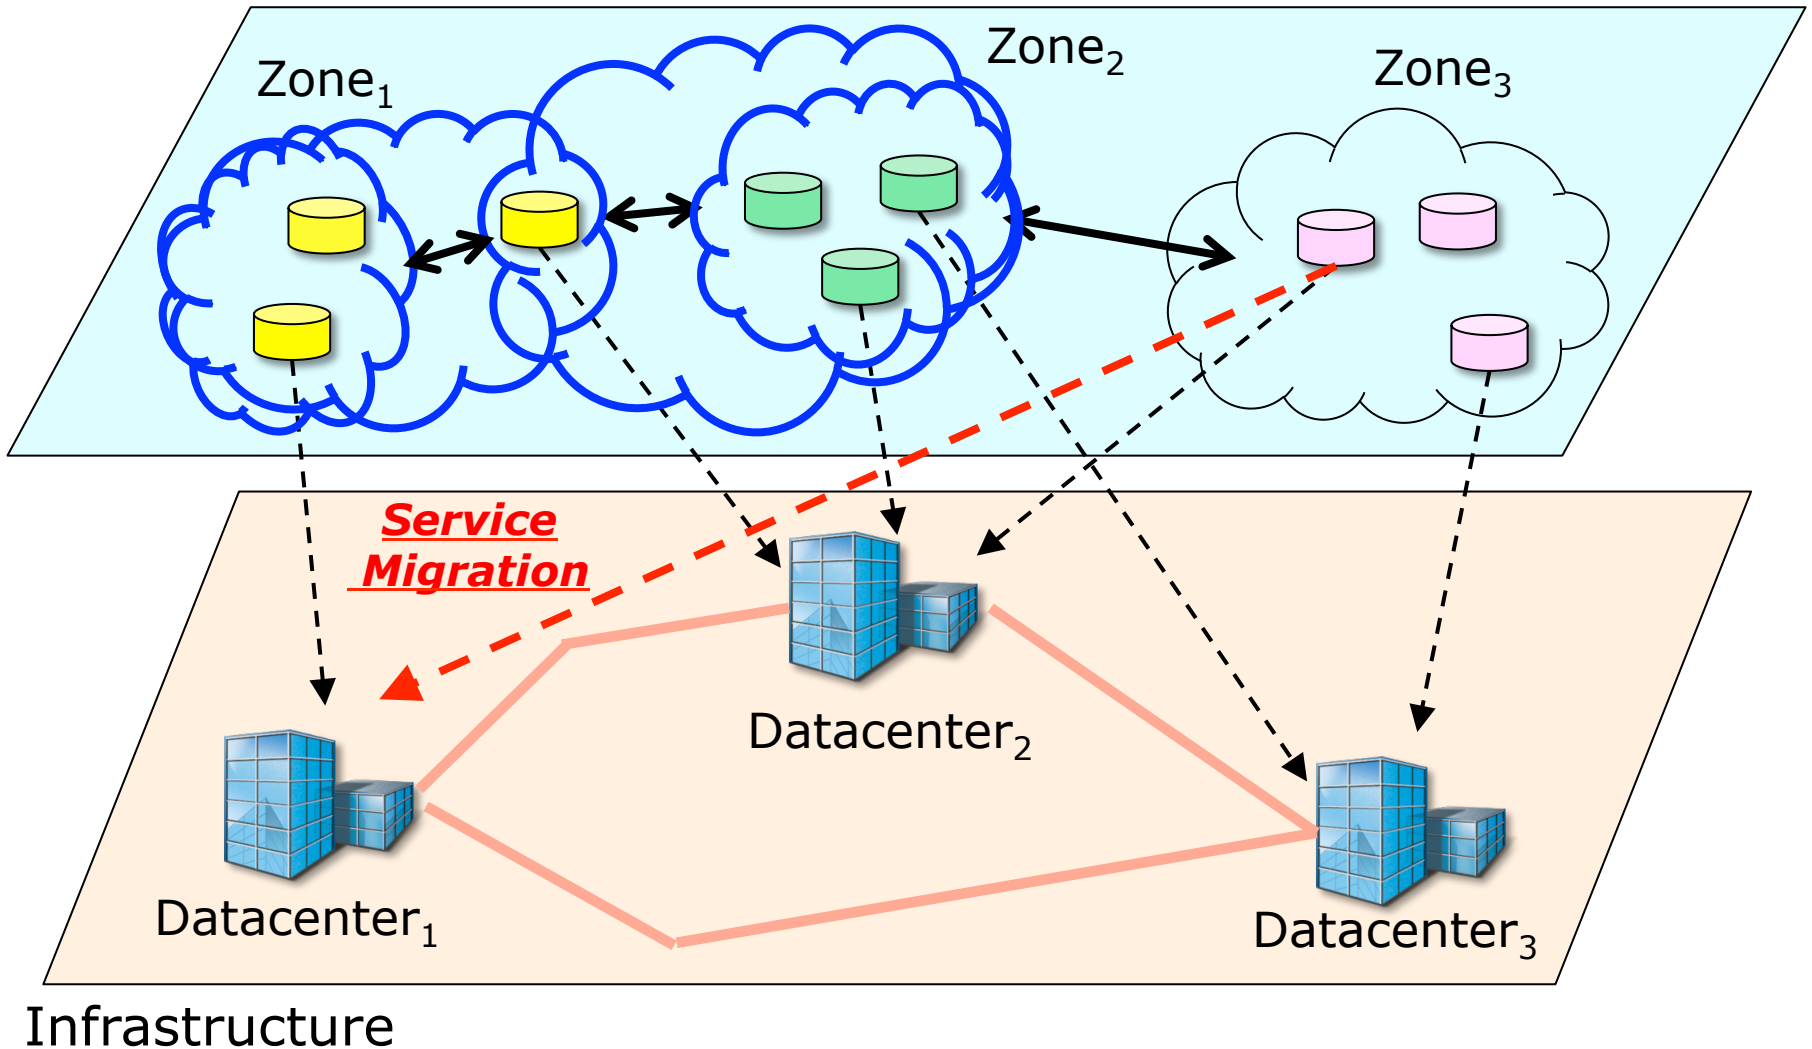 Zone₁
Zone₂
Zone₃
Service
Migration
Datacenter₂
Datacenter₁
Datacenter₃
Infrastructure